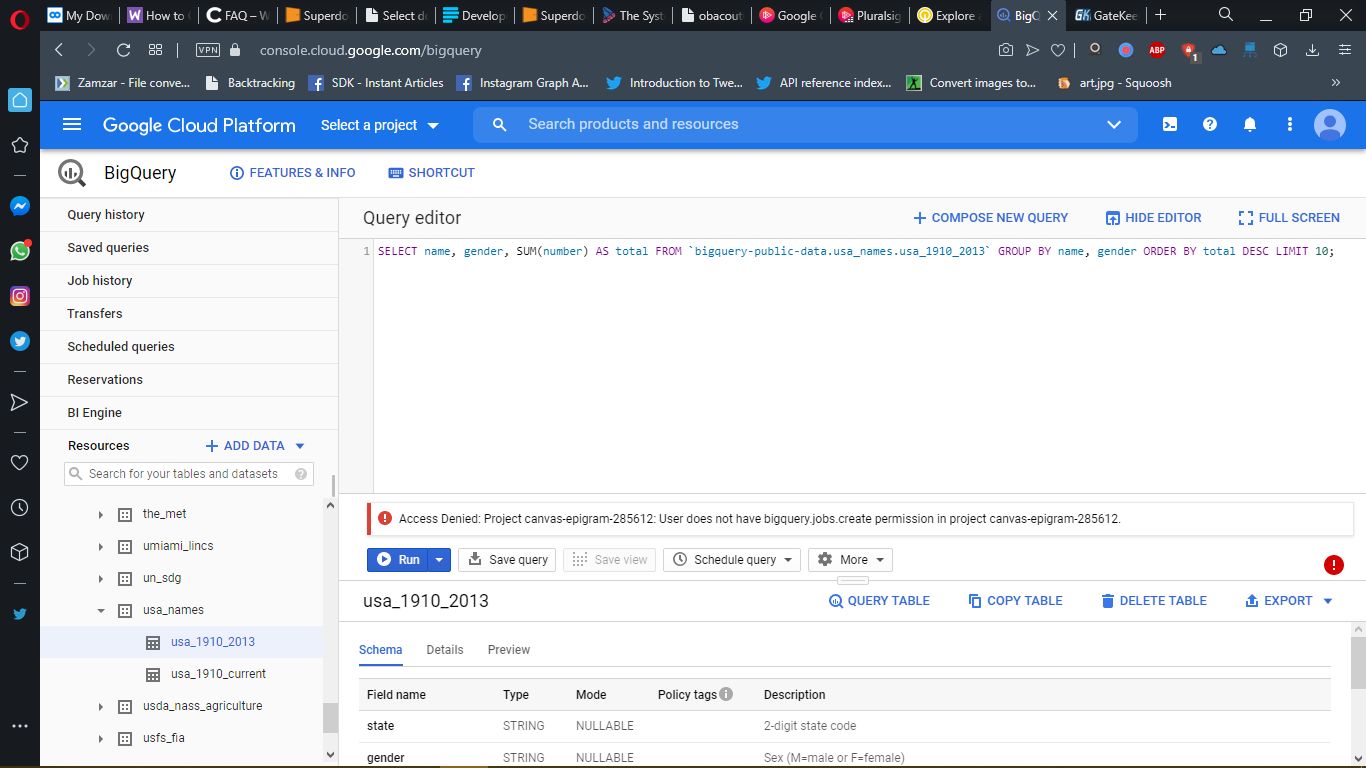 My Dow
How to
FAQ – W
Superdo
Select d
Develop
Superdo
The Syst
obacout
Google C
Pluralsig
Explore
BigQ
GateKee
VPN console.cloud.google.com/bigquery
ABP
1
Zamzar - File conve...
Backtracking
SDK - Instant Articles
Instagram Graph A...
Introduction to Twe...
API reference index...
Convert images to...
art.jpg - Squoosh
»
Google Cloud Platform
Select a project
Search products and resources
BigQuery
FEATURES & INFO
SHORTCUT
Query history
Saved queries
Job history
Transfers
Scheduled queries
Reservations
BI Engine
Resources
ADD DATA
Search for your tables and datasets
the_met
umiami_lincs
un_sdg
usa_names
usa_1910_2013
usa_1910_current
usda_nass_agriculture
usfs_fia
Query editor
COMPOSE NEW QUERY
HIDE EDITOR
FULL SCREEN
1 SELECT name, gender, SUM(number) AS total FROM `bigquery-public-data.usa_names.usa_1910_2013` GROUP BY name, gender ORDER BY total DESC LIMIT 10;
Access Denied: Project canvas-epigram-285612: User does not have bigquery.jobs.create permission in project canvas-epigram-285612.
Run
Save query
Save view
Schedule query
More
usa_1910_2013
QUERY TABLE
COPY TABLE
DELETE TABLE
EXPORT
Schema
Details
Preview
Field name Type Mode Policy tags Description
state STRING NULLABLE 2-digit state code
gender STRING NULLABLE Sex (M=male or F=female)